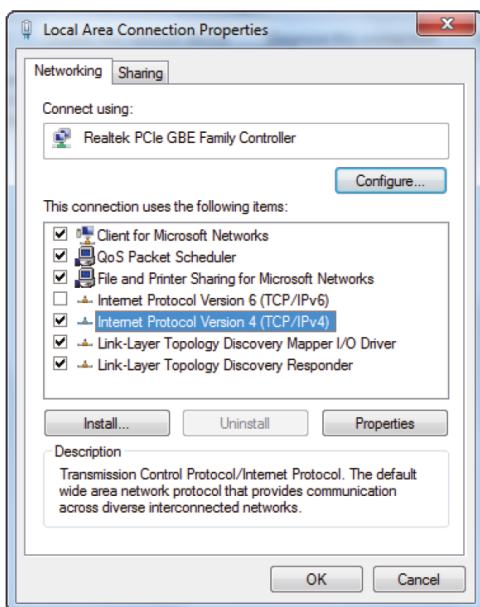 Local Area Connection Properties
Networking
Sharing
Connect using:
Realtek PCIe GBE Family Controller
Configure...
This connection uses the following items:
Client for Microsoft Networks
QoS Packet Scheduler
File and Printer Sharing for Microsoft Networks
Internet Protocol Version 6 (TCP/IPv6)
Internet Protocol Version 4 (TCP/IPv4)
Link-Layer Topology Discovery Mapper I/O Driver
Link-Layer Topology Discovery Responder
Install...
Uninstall
Properties
Description
Transmission Control Protocol/Internet Protocol. The default
wide area network protocol that provides communication
across diverse interconnected networks.
OK
Cancel